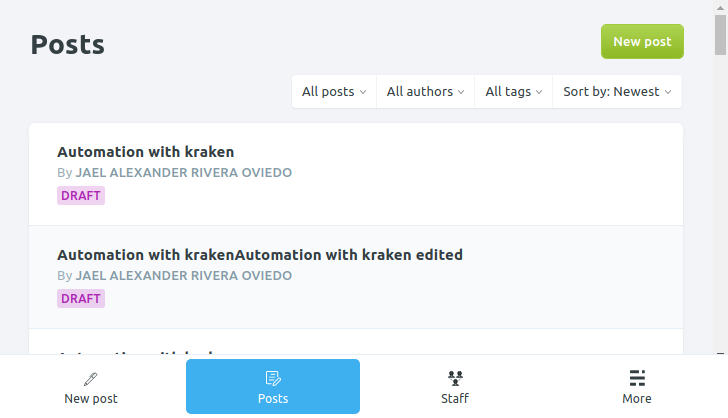 Posts
New post
All posts
All authors
All tags
Sort by: Newest
Automation with kraken
By JAEL ALEXANDER RIVERA OVIEDO
DRAFT
Automation with krakenAutomation with kraken edited
By JAEL ALEXANDER RIVERA OVIEDO
DRAFT
New post
Posts
Staff
More